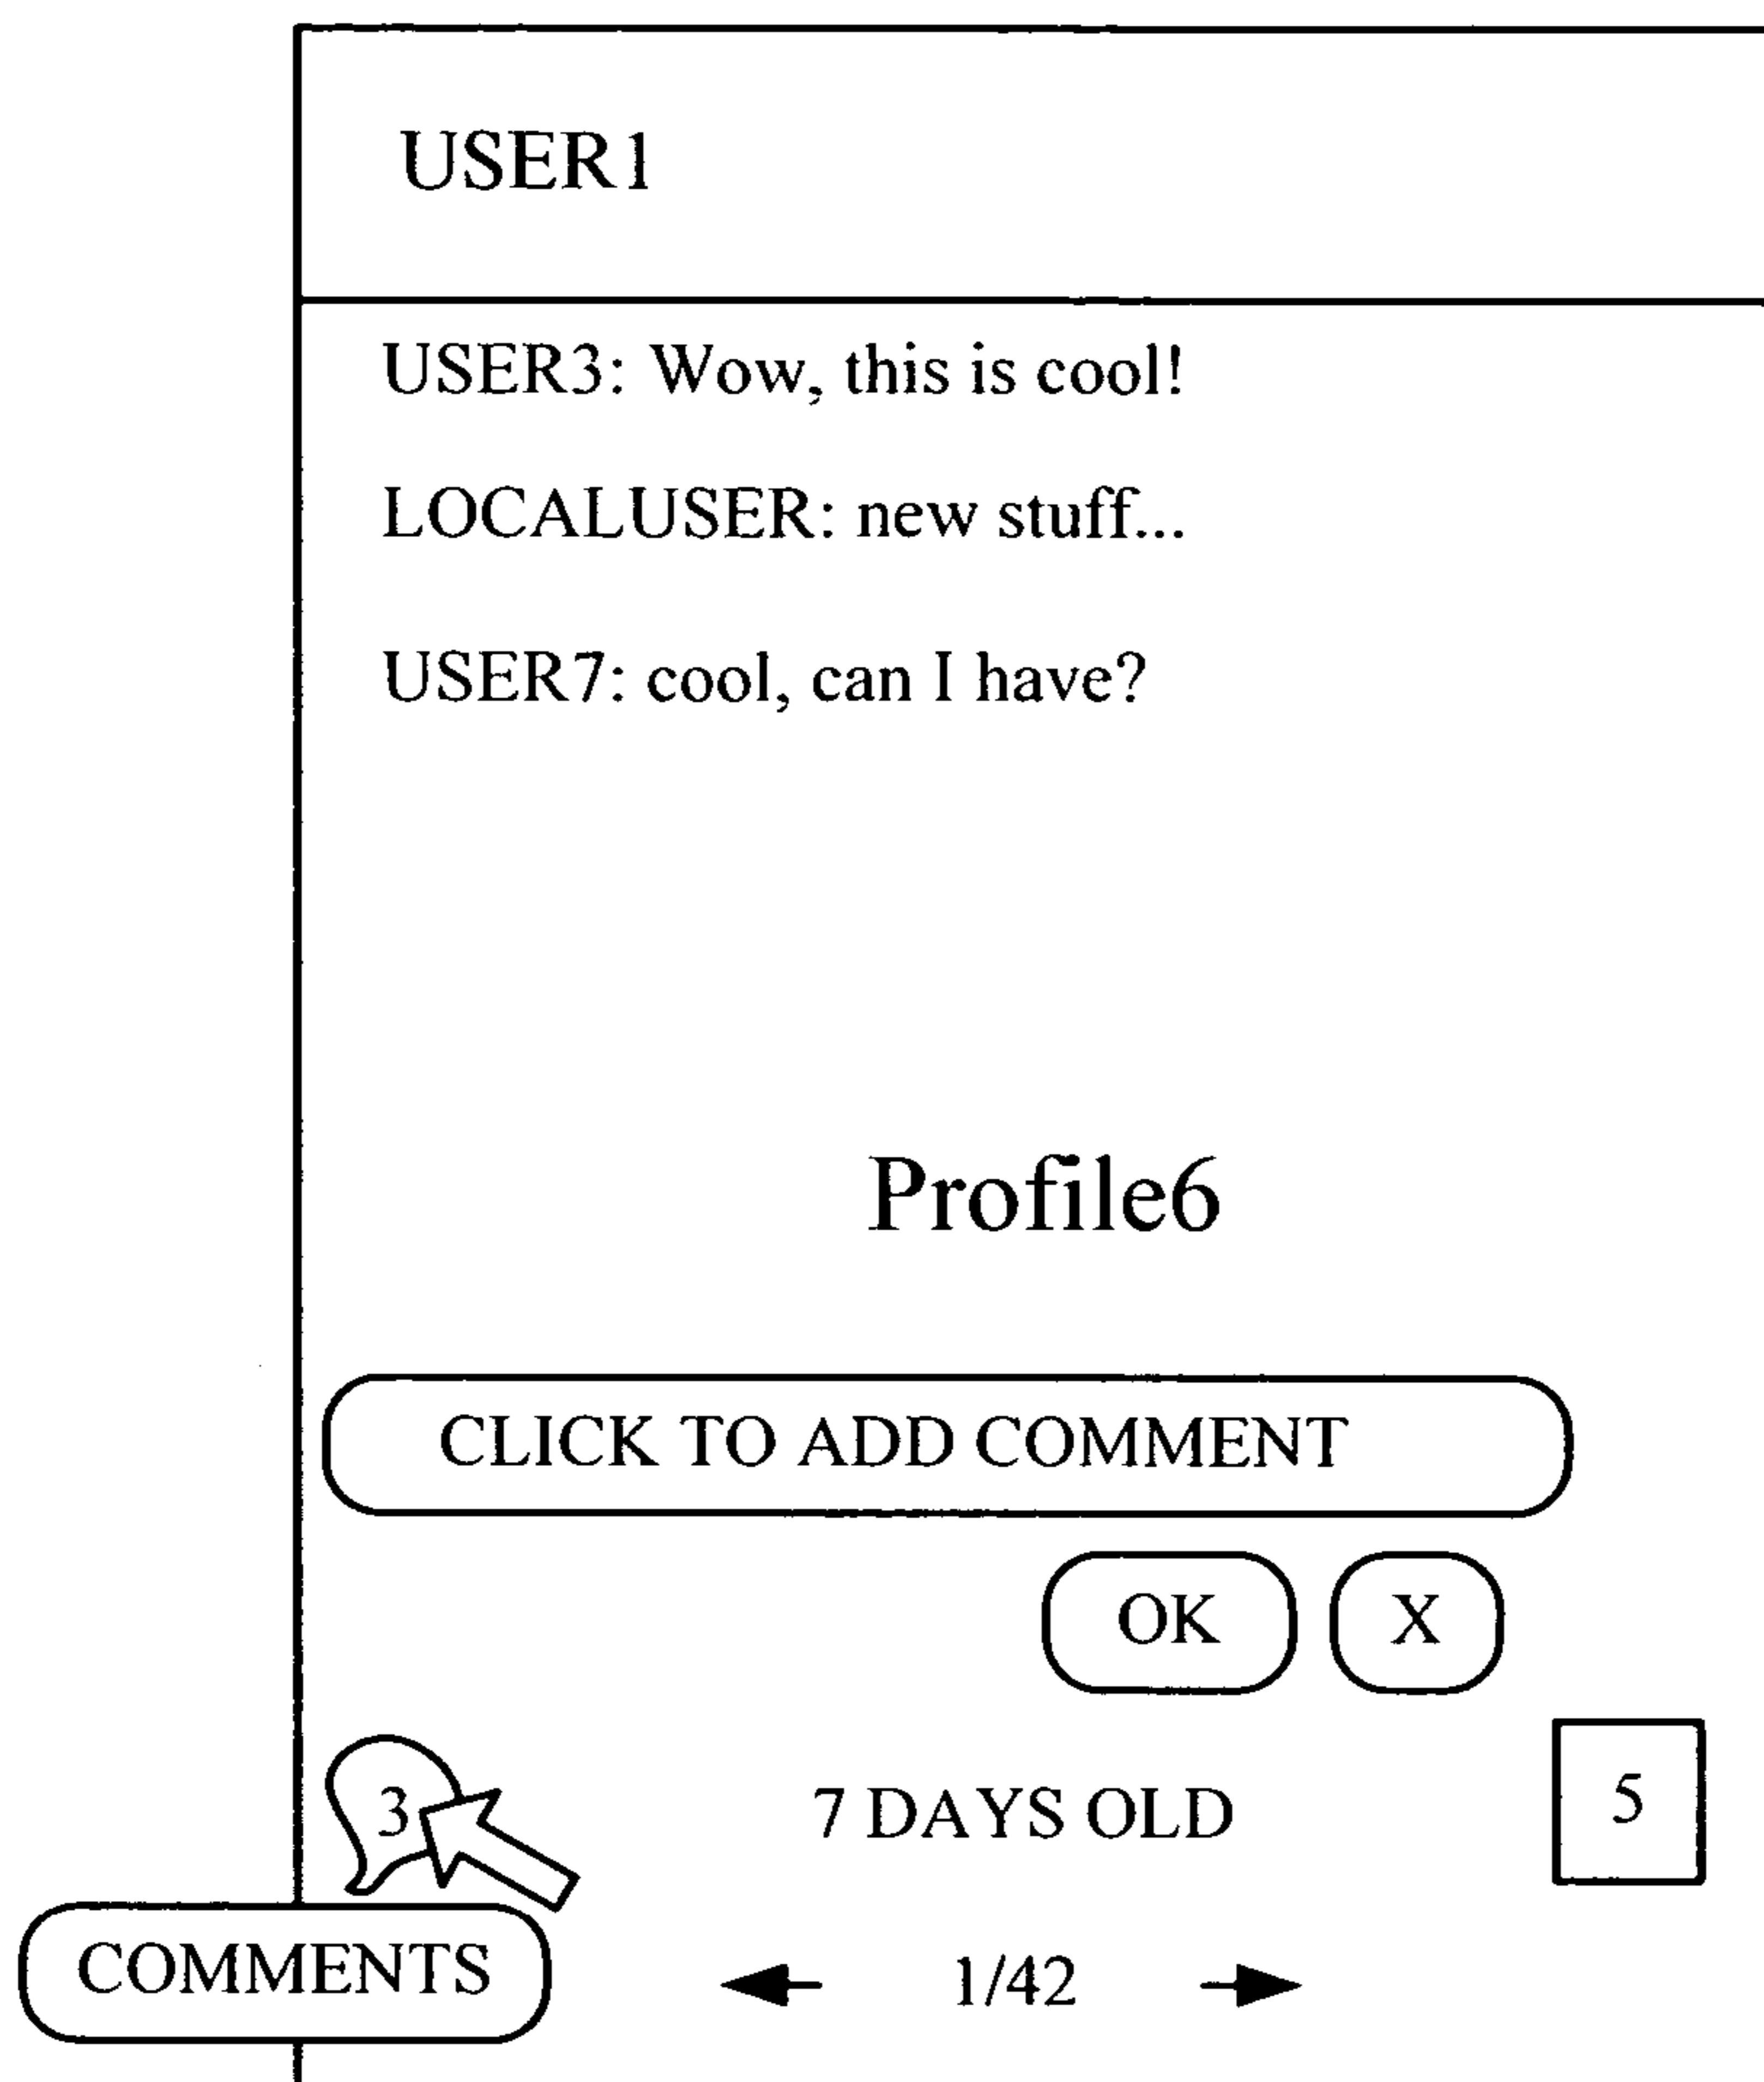 USER1
USER3: Wow, this is cool!
LOCALUSER: new stuff...
USER7: cool, can I have?
Profile6
CLICK TO ADD COMMENT
OK X
3 7 DAYS OLD 5
COMMENTS 1/42